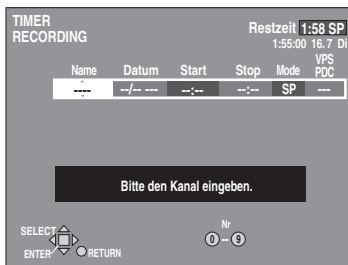 TIMER
RECORDING
Restzeit 1:58 SP
1:55:00 16. 7 Di
VPS
Name Datum Start Stop Mode PDC
---- --/-- --- --:-- --:-- SP ---
Bitte den Kanal eingeben.
SELECT
Nr
0 - 9
ENTER RETURN